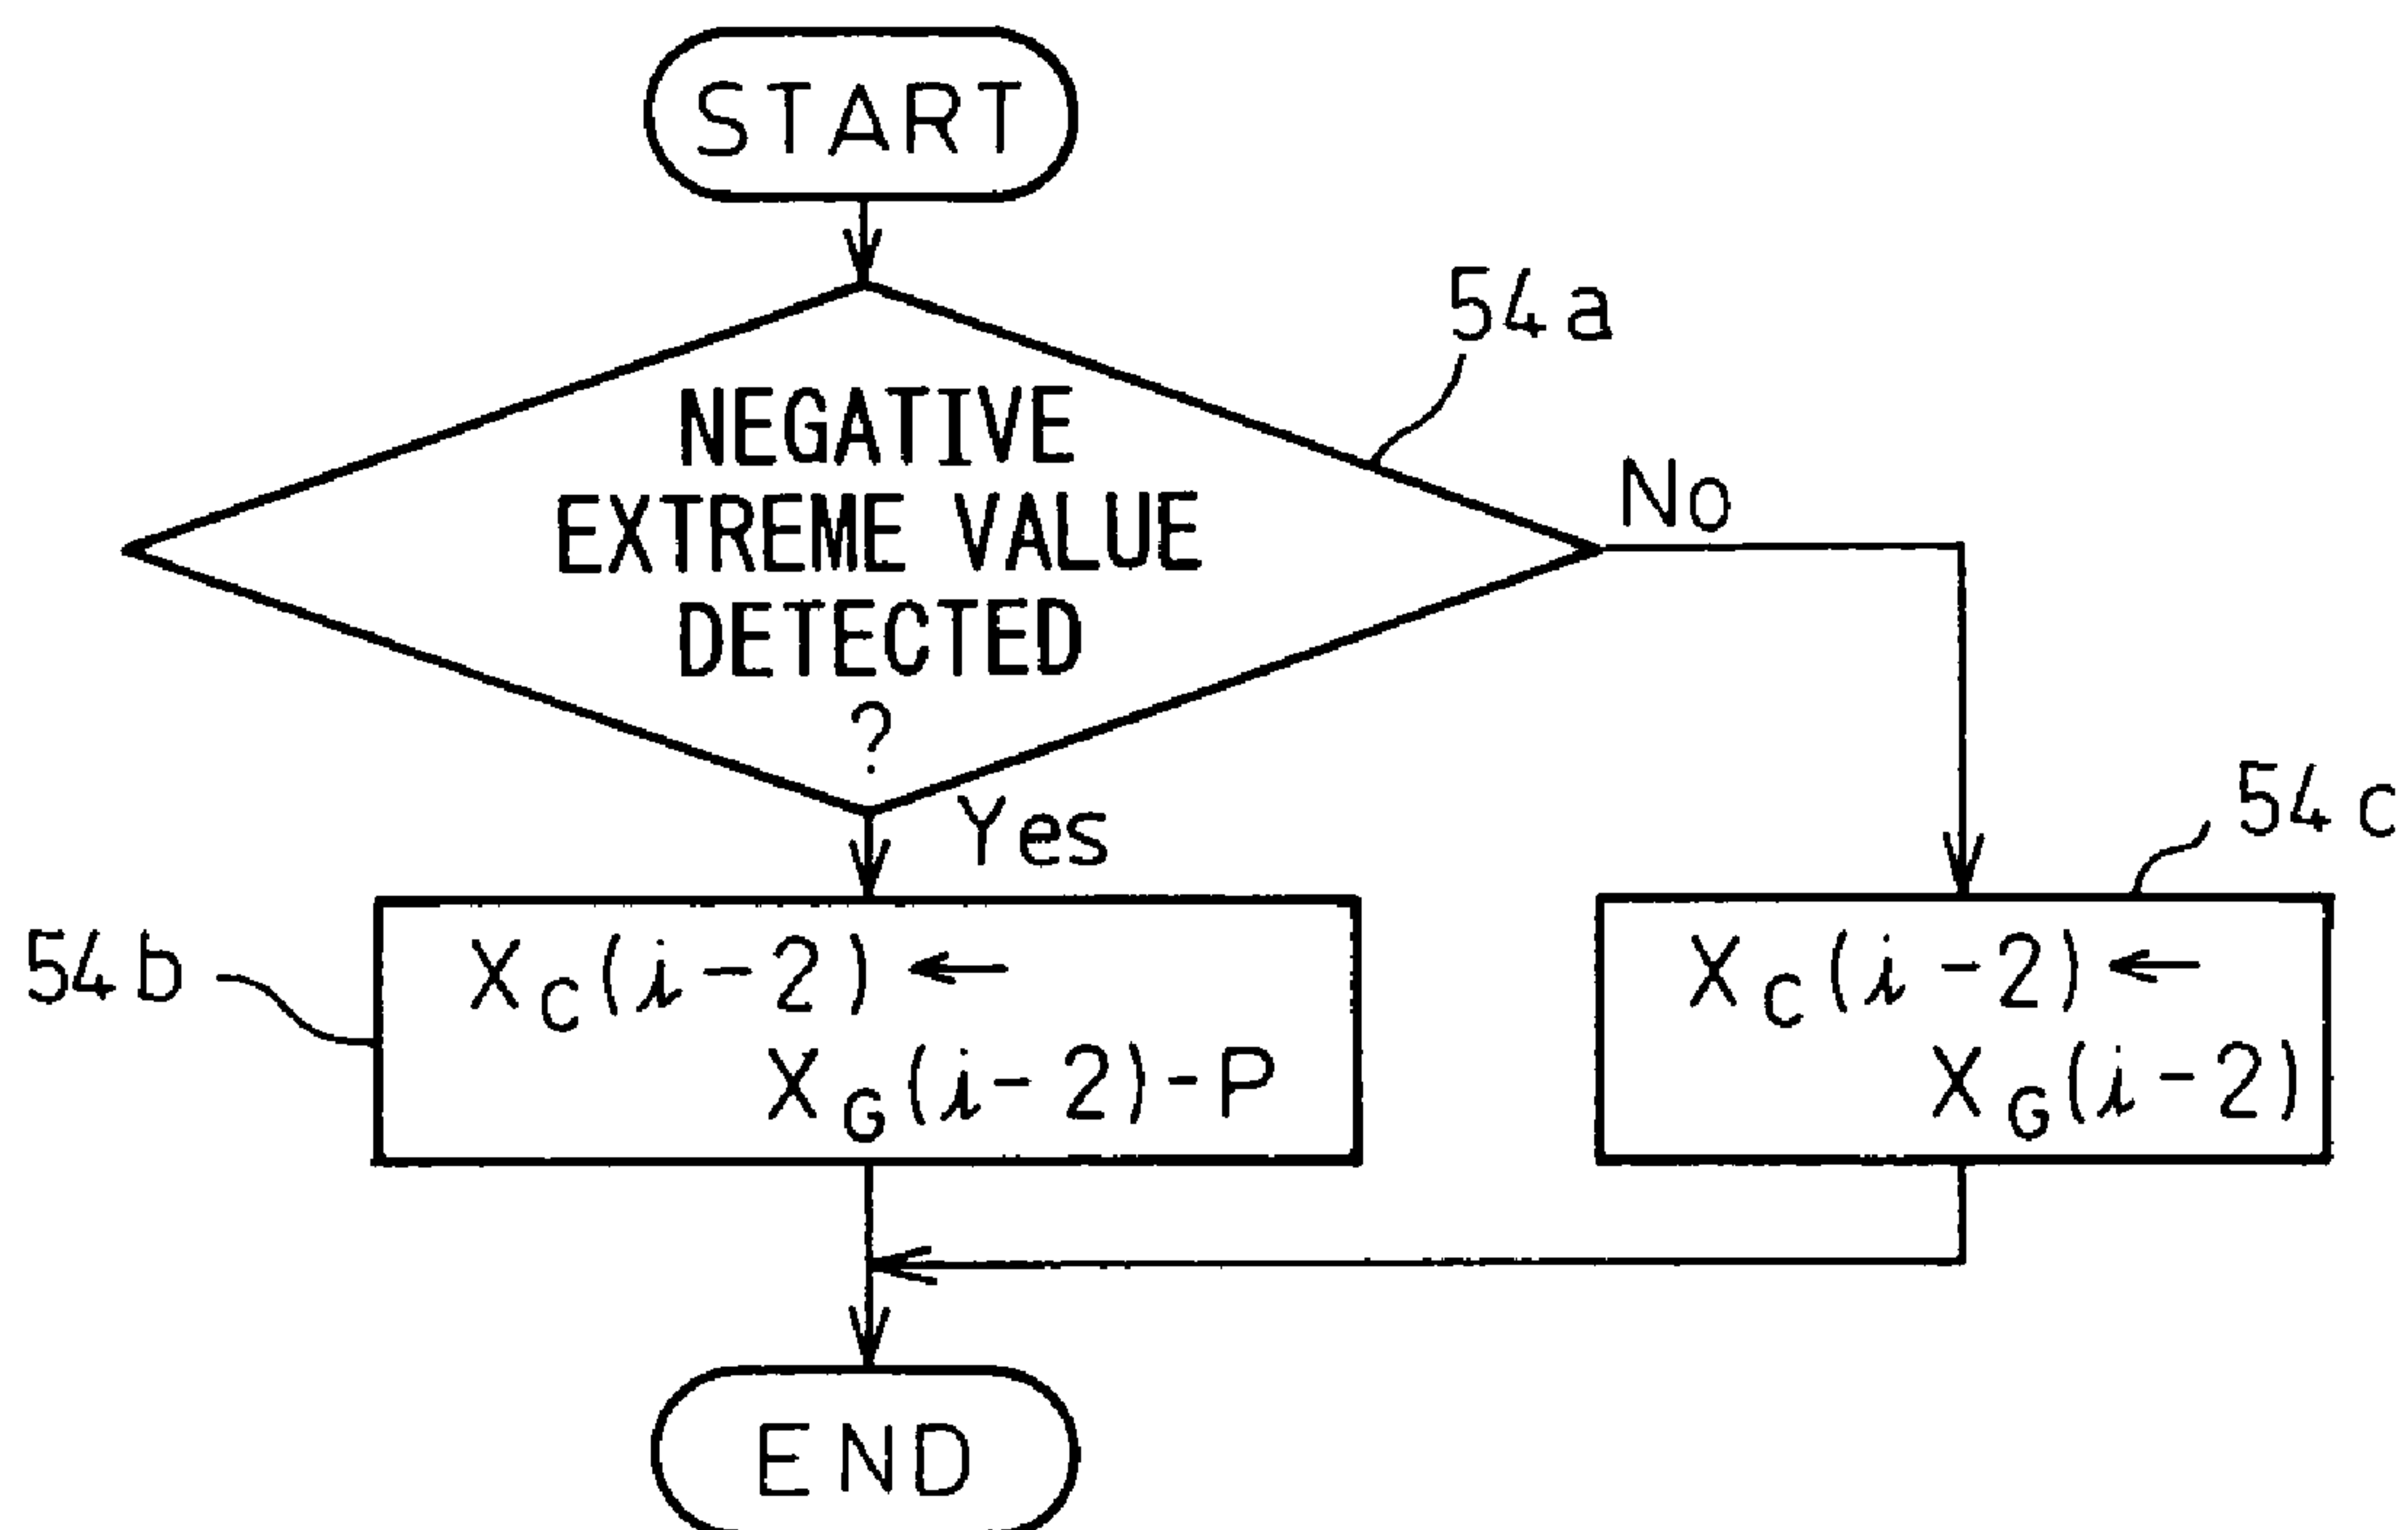 START
54a
NEGATIVE
EXTREME VALUE
DETECTED
?
No
Yes
54c
54b
X_C(i-2) ←
X_G(i-2)-P
X_C(i-2) ←
X_G(i-2)
END